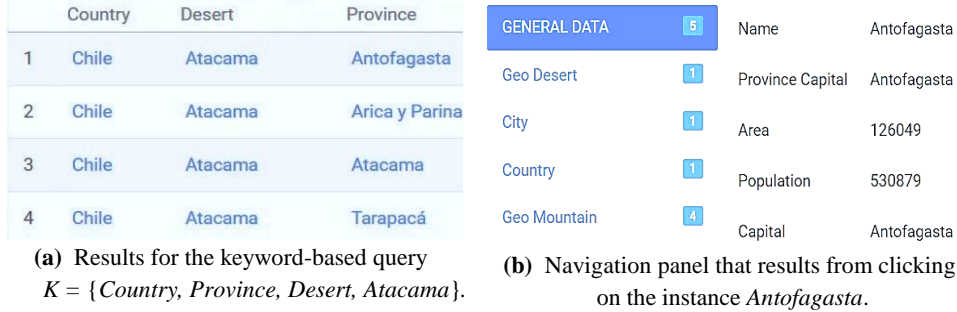 Country Desert Province
1 Chile Atacama Antofagasta
2 Chile Atacama Arica y Parina
3 Chile Atacama Atacama
4 Chile Atacama Tarapacá
(a) Results for the keyword-based query
K = {Country, Province, Desert, Atacama}.
GENERAL DATA 5
Geo Desert 1
City 1
Country 1
Geo Mountain 4
Name Antofagasta
Province Capital Antofagasta
Area 126049
Population 530879
Capital Antofagasta
(b) Navigation panel that results from clicking
on the instance Antofagasta.